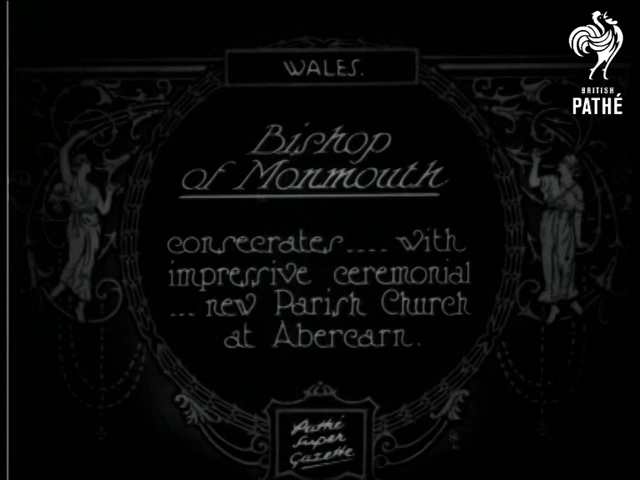 BRITISH
PATHÉ
WALES.
Bishop
of Monmouth
consecrates.... with
impressive ceremonial
... new Parish Church
at Abercarn.
Pathé
Super
Gazette